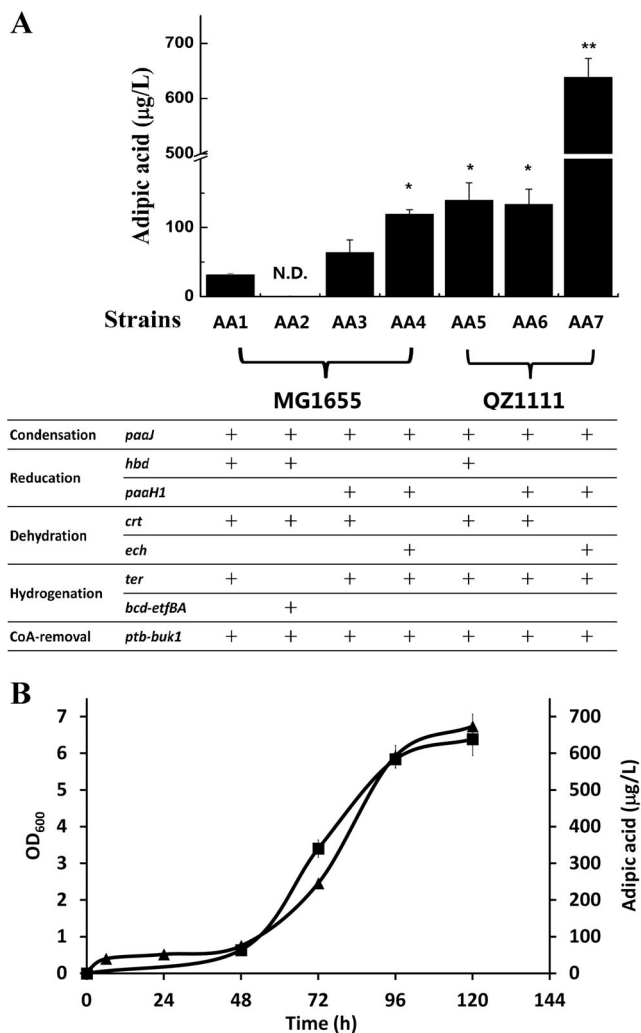 A
Adipic acid (μg/L)
700
600
500
100
0
*
*
*
**
N.D.
Strains AA1 AA2 AA3 AA4 AA5 AA6 AA7
MG1655 QZ1111
Condensation paaJ + + + + + + +
Reducation hbd + + +
paaH1 + + + +
Dehydration crt + + + + +
ech + +
Hydrogenation ter + + + + + +
bcd-etfBA +
CoA-removal ptb-buk1 + + + + + + +
B
OD600
7
6
5
4
3
2
1
0
0 24 48 72 96 120 144
Time (h)
700
600
500
400
300
200
100
0
Adipic acid (μg/L)